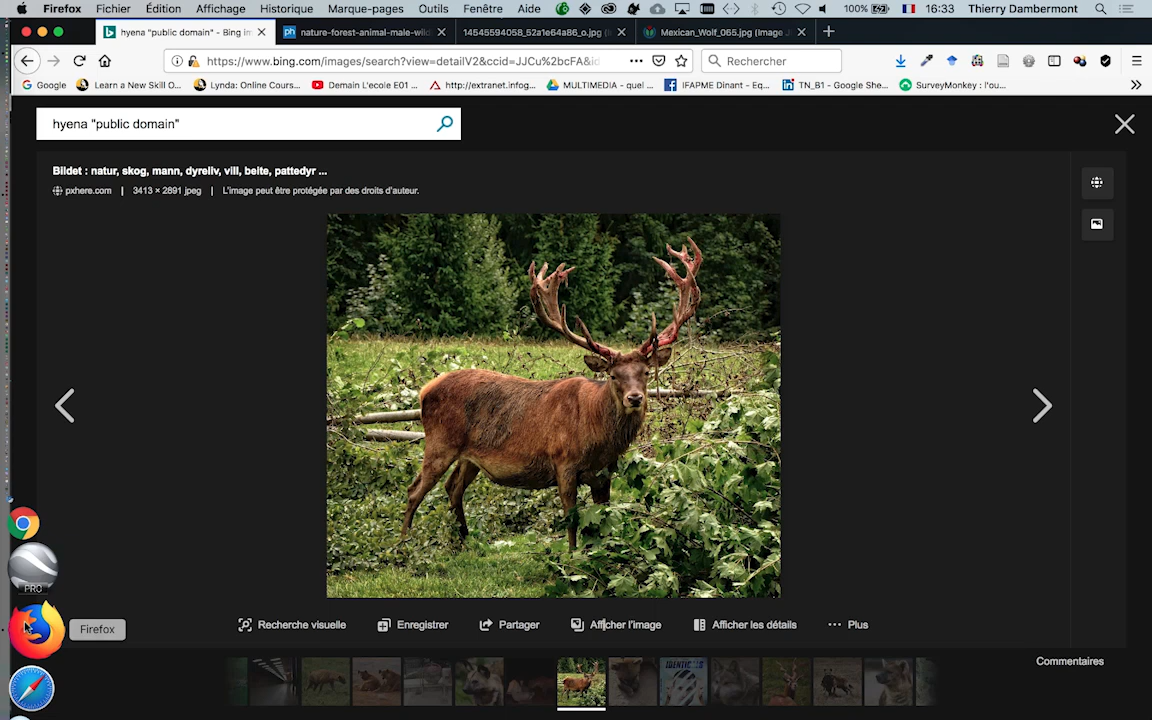 Firefox Fichier Édition Affichage Historique Marque-pages Outils Fenêtre Aide 100% 16:33 Thierry Dambermont
hyena "public domain" - Bing im nature-forest-animal-male-wild 14545594058_52a1e64a86_o.jpg ( Mexican_Wolf_065.jpg (Image J
https://www.bing.com/images/search?view=detailV2&ccid=JJCu%2bcFA&id Rechercher
Google Learn a New Skill O... Lynda: Online Cours... Demain L'ecole E01 ... http://extranet.infog... MULTIMEDIA - quel ... IFAPME Dinant - Eq... TN_B1 - Google She... SurveyMonkey : l'ou...
hyena "public domain"
Bildet : natur, skog, mann, dyreliv, vill, beite, pattedyr ...
pxhere.com | 3413 × 2891 jpeg | L'image peut être protégée par des droits d'auteur.
PRO
Firefox
Recherche visuelle Enregistrer Partager Afficher l'image Afficher les détails Plus
IDENTICALS
Commentaires